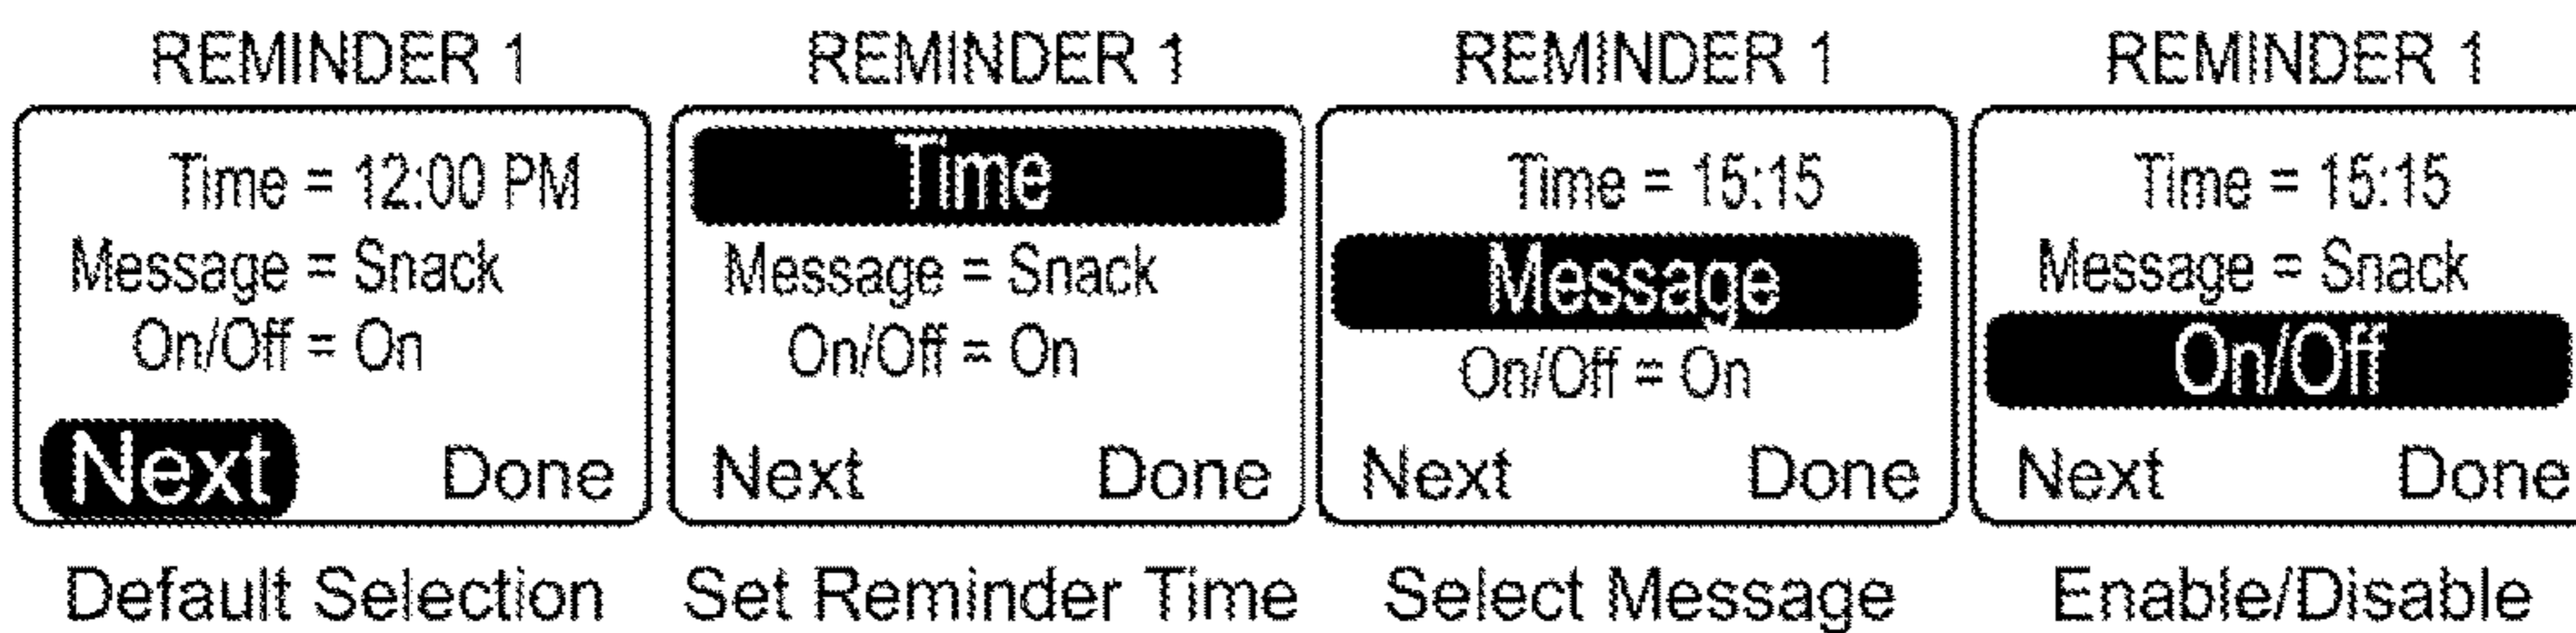 REMINDER 1
Time = 12:00 PM
Message = Snack
On/Off = On
Next Done
Default Selection
REMINDER 1
Time
Message = Snack
On/Off = On
Next Done
Set Reminder Time
REMINDER 1
Time = 15:15
Message
On/Off = On
Next Done
Select Message
REMINDER 1
Time = 15:15
Message = Snack
On/Off
Next Done
Enable/Disable